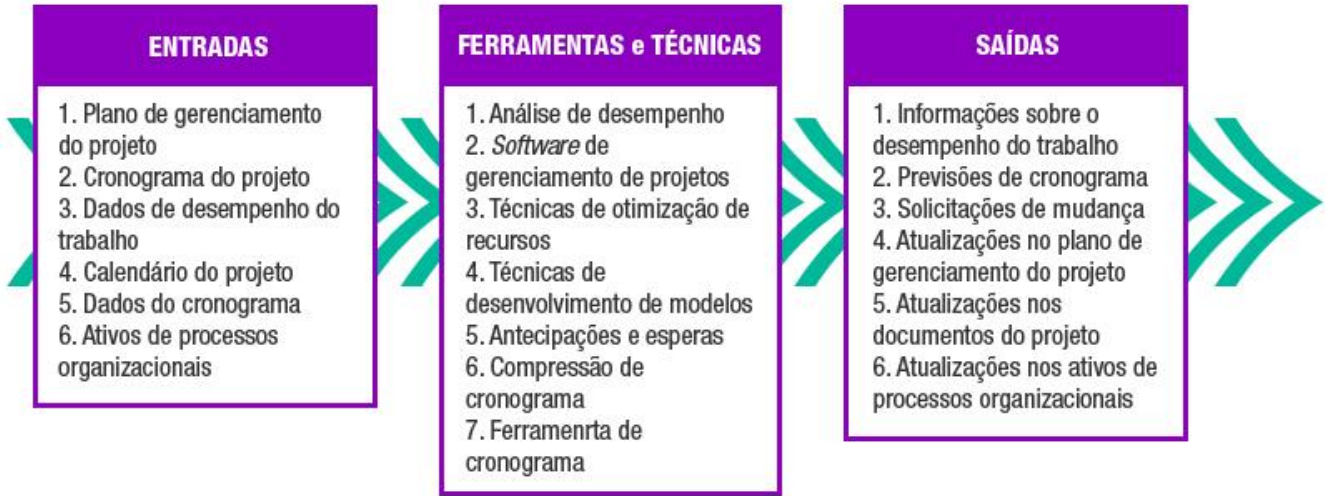 ENTRADAS
1. Plano de gerenciamento
do projeto
2. Cronograma do projeto
3. Dados de desempenho do
trabalho
4. Calendário do projeto
5. Dados do cronograma
6. Ativos de processos
organizacionais
FERRAMENTAS e TÉCNICAS
1. Análise de desempenho
2. Software de
gerenciamento de projetos
3. Técnicas de otimização de
recursos
4. Técnicas de
desenvolvimento de modelos
5. Antecipações e esperas
6. Compressão de
cronograma
7. Ferramenrta de
cronograma
SAÍDAS
1. Informações sobre o
desempenho do trabalho
2. Previsões de cronograma
3. Solicitações de mudança
4. Atualizações no plano de
gerenciamento do projeto
5. Atualizações nos
documentos do projeto
6. Atualizações nos ativos de
processos organizacionais